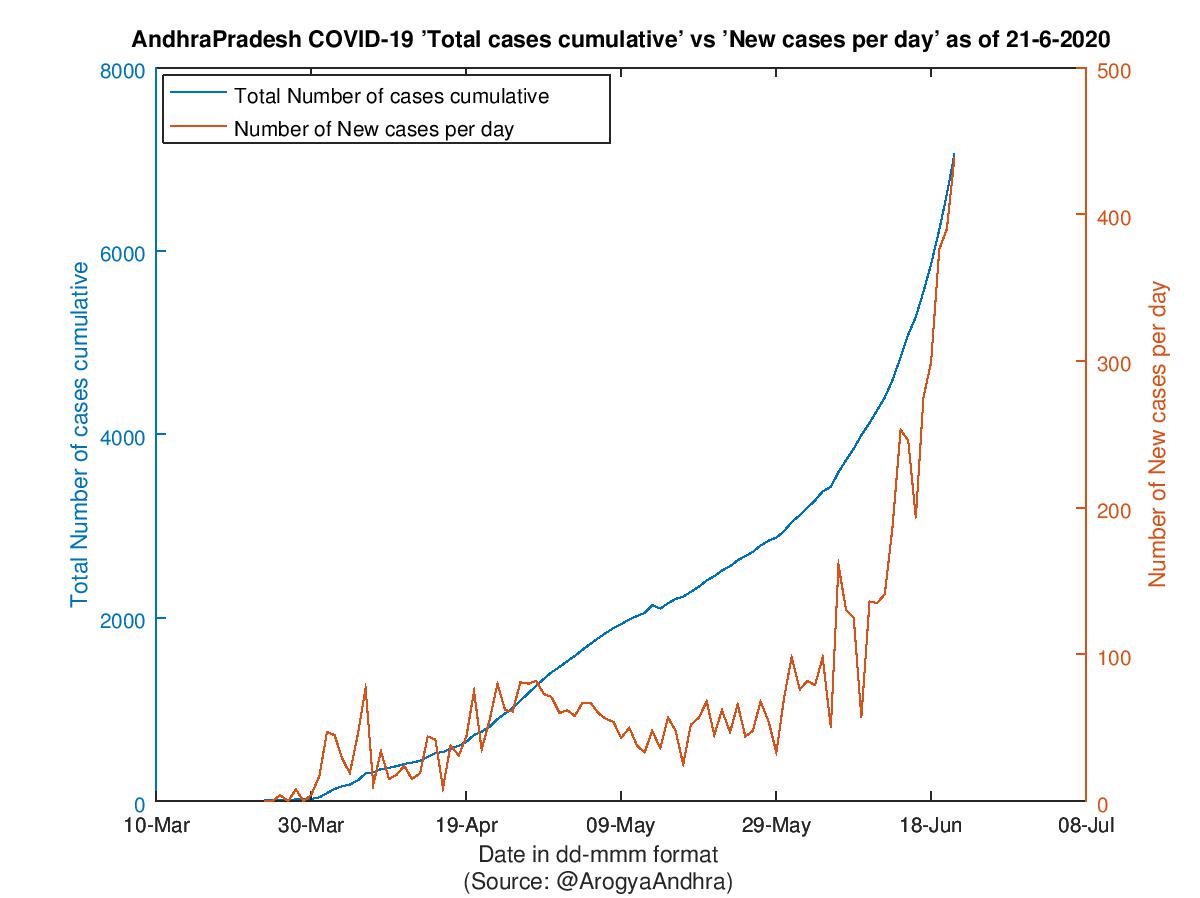 AndhraPradesh COVID-19 ’Total cases cumulative’ vs ’New cases per day’ as of 21-6-2020
Total Number of cases cumulative
Number of New cases per day
8000
6000
4000
2000
0
Total Number of cases cumulative
500
400
300
200
100
0
Number of New cases per day
10-Mar 30-Mar 19-Apr 09-May 29-May 18-Jun 08-Jul
Date in dd-mmm format
(Source: @ArogyaAndhra)